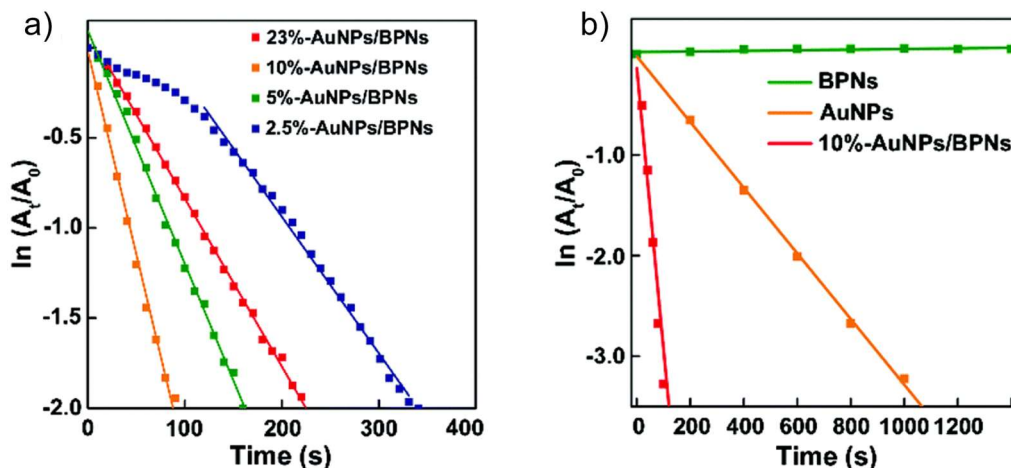 a)
23%-AuNPs/BPNs
10%-AuNPs/BPNs
5%-AuNPs/BPNs
2.5%-AuNPs/BPNs
ln (At/A0)
-0.5
-1.0
-1.5
-2.0
0 100 200 300 400
Time (s)
b)
BPNs
AuNPs
10%-AuNPs/BPNs
ln (At/A0)
-1.0
-2.0
-3.0
0 200 400 600 800 1000 1200
Time (s)